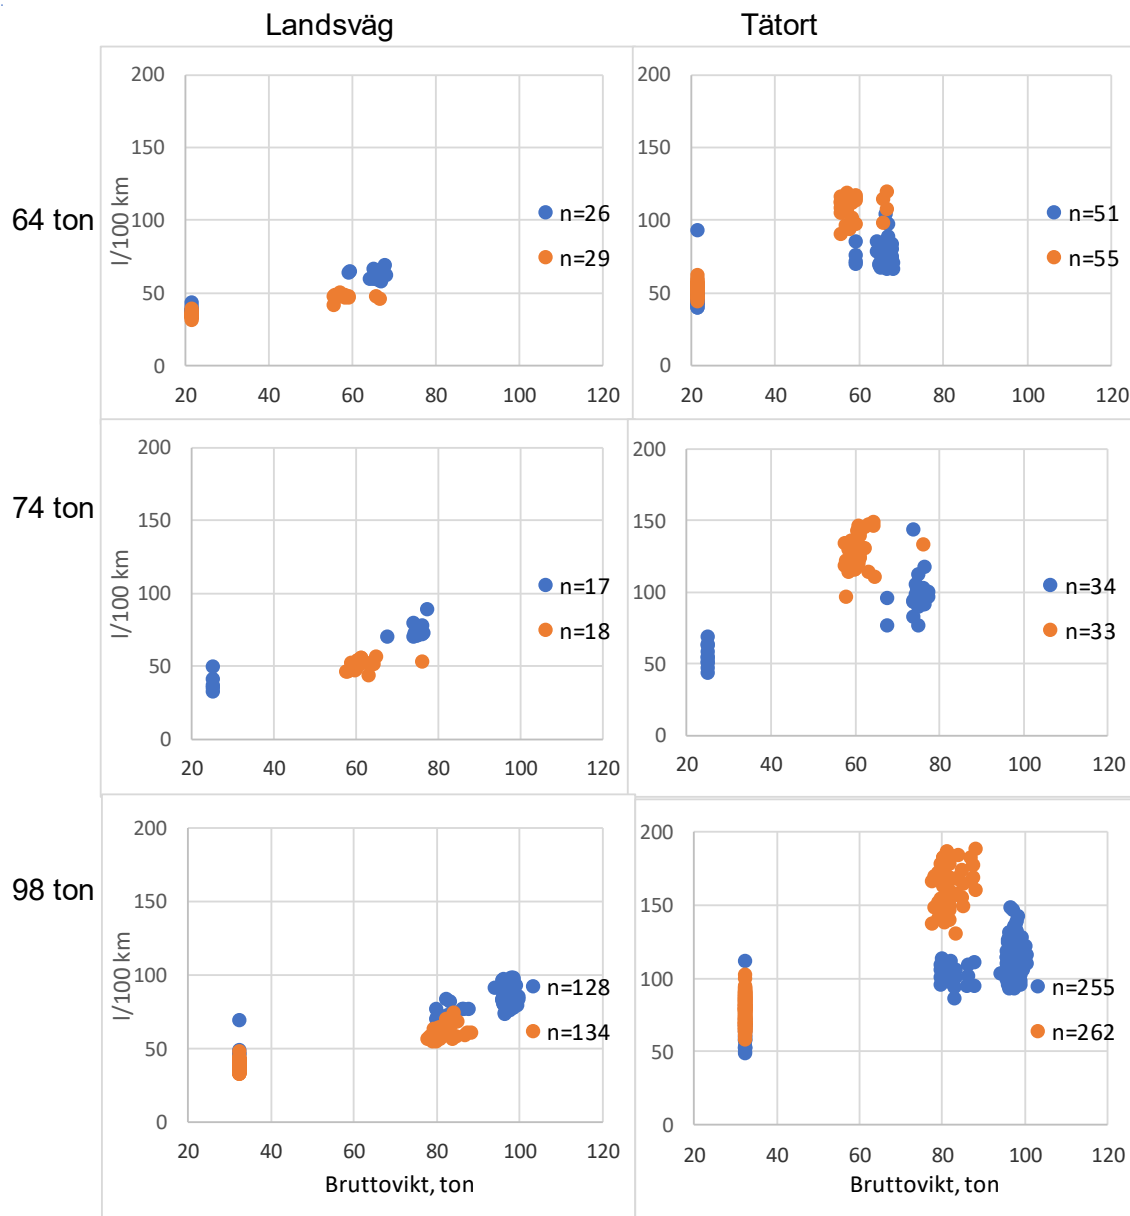 Landsväg
Tätort
64 ton
l/100 km
200
150
100
50
0
20 40 60 80 100 120
n=26
n=29
200
150
100
50
0
20 40 60 80 100 120
n=51
n=55
74 ton
l/100 km
200
150
100
50
0
20 40 60 80 100 120
n=17
n=18
200
150
100
50
0
20 40 60 80 100 120
n=34
n=33
98 ton
l/100 km
200
150
100
50
0
20 40 60 80 100 120
Bruttovikt, ton
n=128
n=134
200
150
100
50
0
20 40 60 80 100 120
Bruttovikt, ton
n=255
n=262